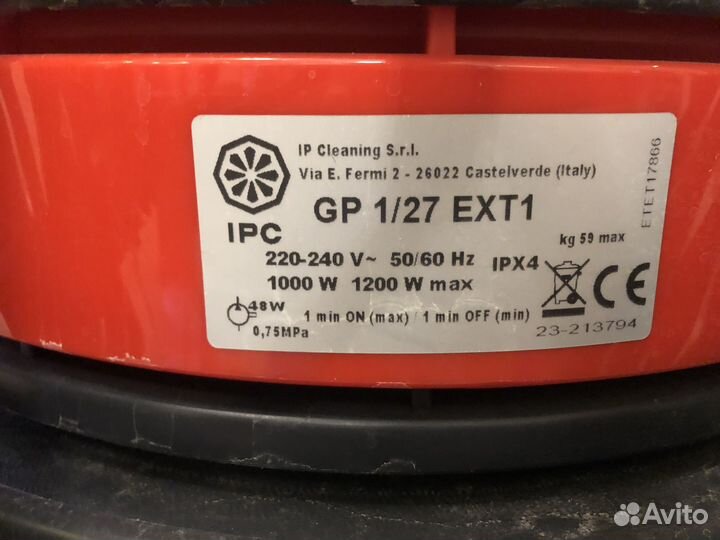 IP Cleaning S.r.l.
Via E. Fermi 2 - 26022 Castelverde (Italy)
IPC
GP 1/27 EXT1
kg 59 max
220-240 V~ 50/60 Hz
IPX4
1000 W 1200 W max
CE
48W
0,75MPa
1 min ON (max) / 1 min OFF (min)
23-213794
ETET17866
Avito